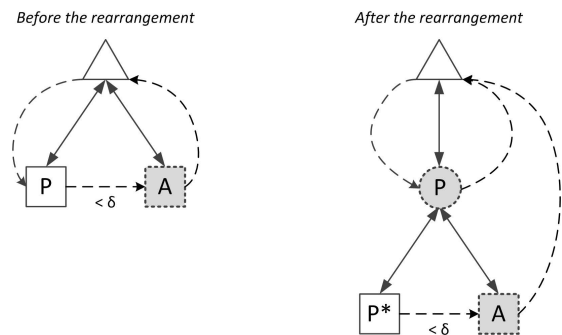 Before the rearrangement
P
A
< δ
After the rearrangement
P
P*
A
< δ